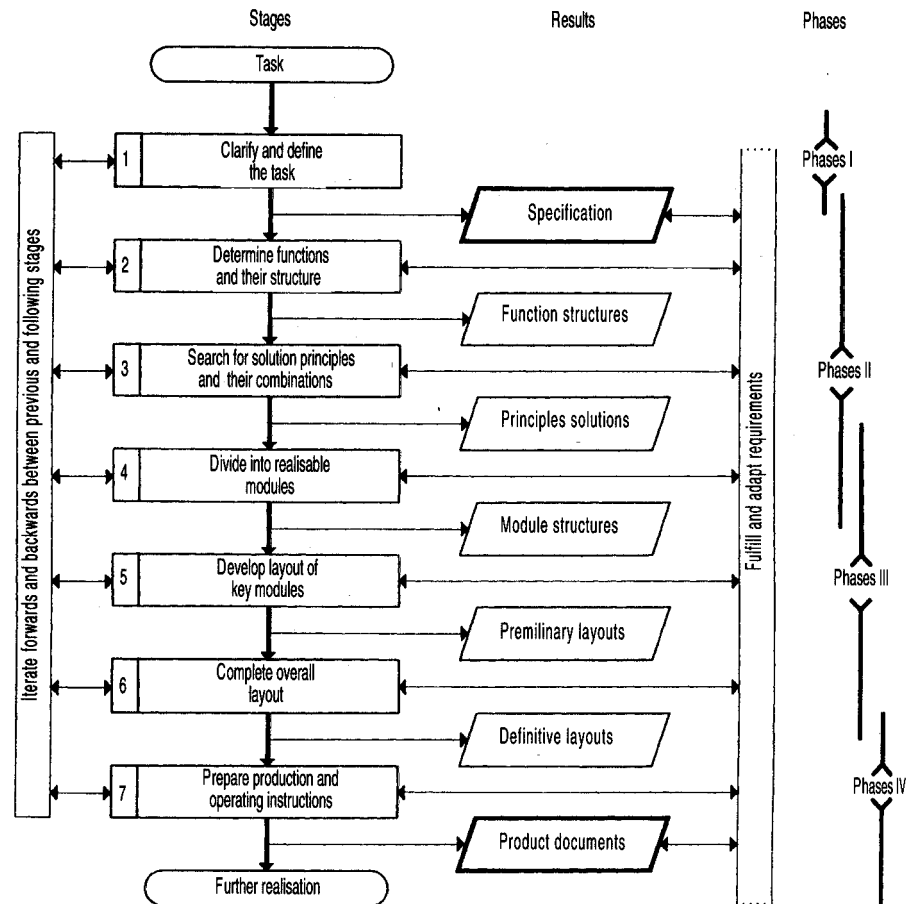 Stages
Results
Phases
Task
1
Clarify and define
the task
Phases I
Specification
2
Determine functions
and their structure
Function structures
3
Search for solution principles
and their combinations
Phases II
Principles solutions
4
Divide into realisable
modules
Module structures
5
Develop layout of
key modules
Phases III
Premilinary layouts
6
Complete overall
layout
Definitive layouts
7
Prepare production and
operating instructions
Phases IV
Product documents
Further realisation
Iterate forwards and backwards between previous and following stages
Fulfill and adapt requirements